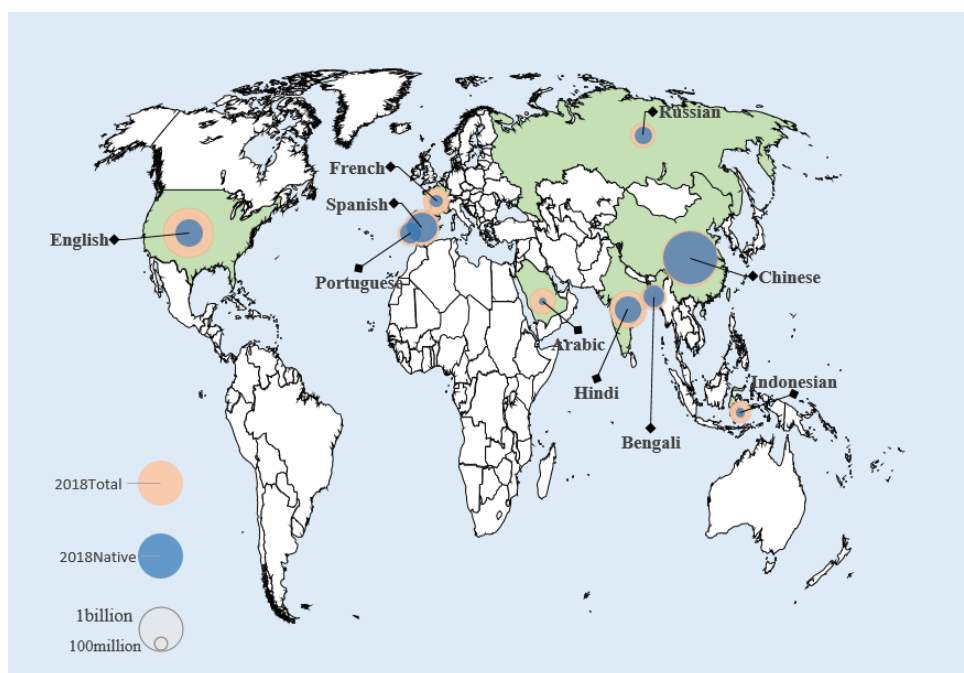 Russian
French
Spanish
English
Portuguese
Chinese
Arabic
Hindi
Indonesian
Bengali
2018Total
2018Native
1billion
100million